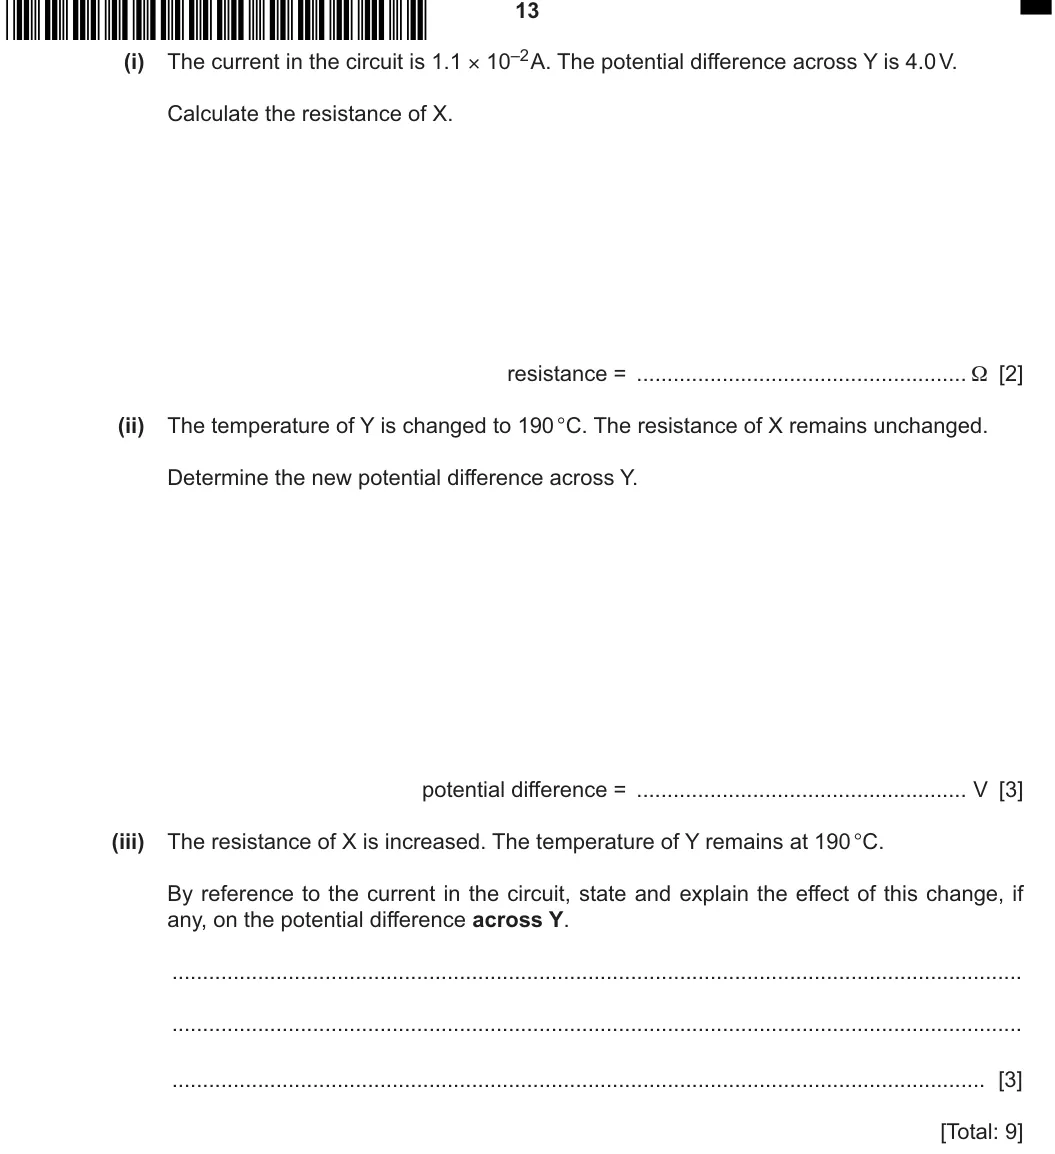 13
(i) The current in the circuit is 1.1 × 10–2A. The potential difference across Y is 4.0V.
Calculate the resistance of X.
resistance = ...................................................... Ω [2]
(ii) The temperature of Y is changed to 190°C. The resistance of X remains unchanged.
Determine the new potential difference across Y.
potential difference = ...................................................... V [3]
(iii) The resistance of X is increased. The temperature of Y remains at 190°C.
By reference to the current in the circuit, state and explain the effect of this change, if
any, on the potential difference across Y.
...........................................................................................................................................
...........................................................................................................................................
..................................................................................................................................... [3]
[Total: 9]